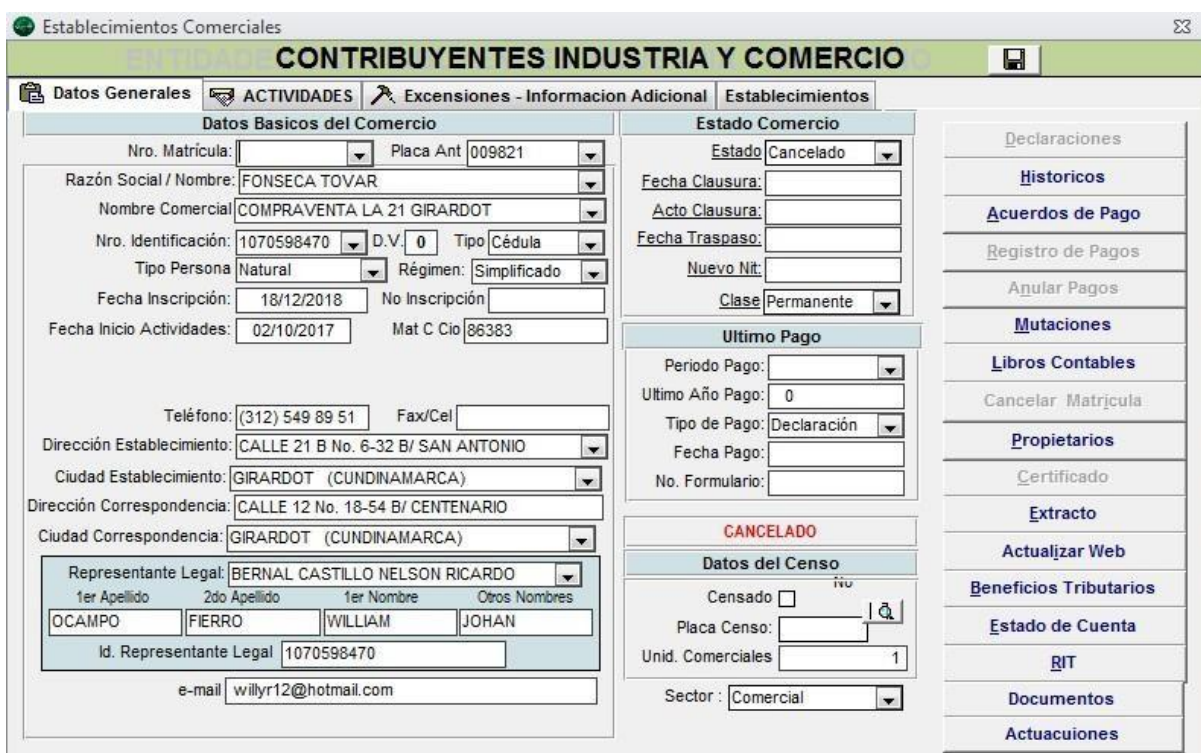 Establecimientos Comerciales
CONTRIBUYENTES INDUSTRIA Y COMERCIO
Datos Generales ACTIVIDADES Excensiones - Informacion Adicional Establecimientos
Datos Basicos del Comercio
Nro. Matrícula: Placa Ant 009821
Razón Social / Nombre: FONSECA TOVAR
Nombre Comercial COMPRAVENTA LA 21 GIRARDOT
Nro. Identificación: 1070598470 D.V. 0 Tipo Cédula
Tipo Persona Natural Régimen: Simplificado
Fecha Inscripción: 18/12/2018 No Inscripción
Fecha Inicio Actividades: 02/10/2017 Mat C Cio 86383
Teléfono: (312) 549 89 51 Fax/Cel
Dirección Establecimiento: CALLE 21 B No. 6-32 B/ SAN ANTONIO
Ciudad Establecimiento: GIRARDOT (CUNDINAMARCA)
Dirección Correspondencia: CALLE 12 No. 18-54 B/ CENTENARIO
Ciudad Correspondencia: GIRARDOT (CUNDINAMARCA)
Representante Legal: BERNAL CASTILLO NELSON RICARDO
1er Apellido 2do Apellido 1er Nombre Otros Nombres
OCAMPO FIERRO WILLIAM JOHAN
Id. Representante Legal 1070598470
e-mail willyr12@hotmail.com
Estado Comercio
Estado Cancelado
Fecha Clausura:
Acto Clausura:
Fecha Traspaso:
Nuevo Nit:
Clase Permanente
Ultimo Pago
Periodo Pago:
Ultimo Año Pago: 0
Tipo de Pago: Declaración
Fecha Pago:
No. Formulario:
CANCELADO
Datos del Censo
No
Censado
Placa Censo:
Unid. Comerciales 1
Sector : Comercial
Declaraciones
Historicos
Acuerdos de Pago
Registro de Pagos
Anular Pagos
Mutaciones
Libros Contables
Cancelar Matrícula
Propietarios
Certificado
Extracto
Actualizar Web
Beneficios Tributarios
Estado de Cuenta
RIT
Documentos
Actuacuiones